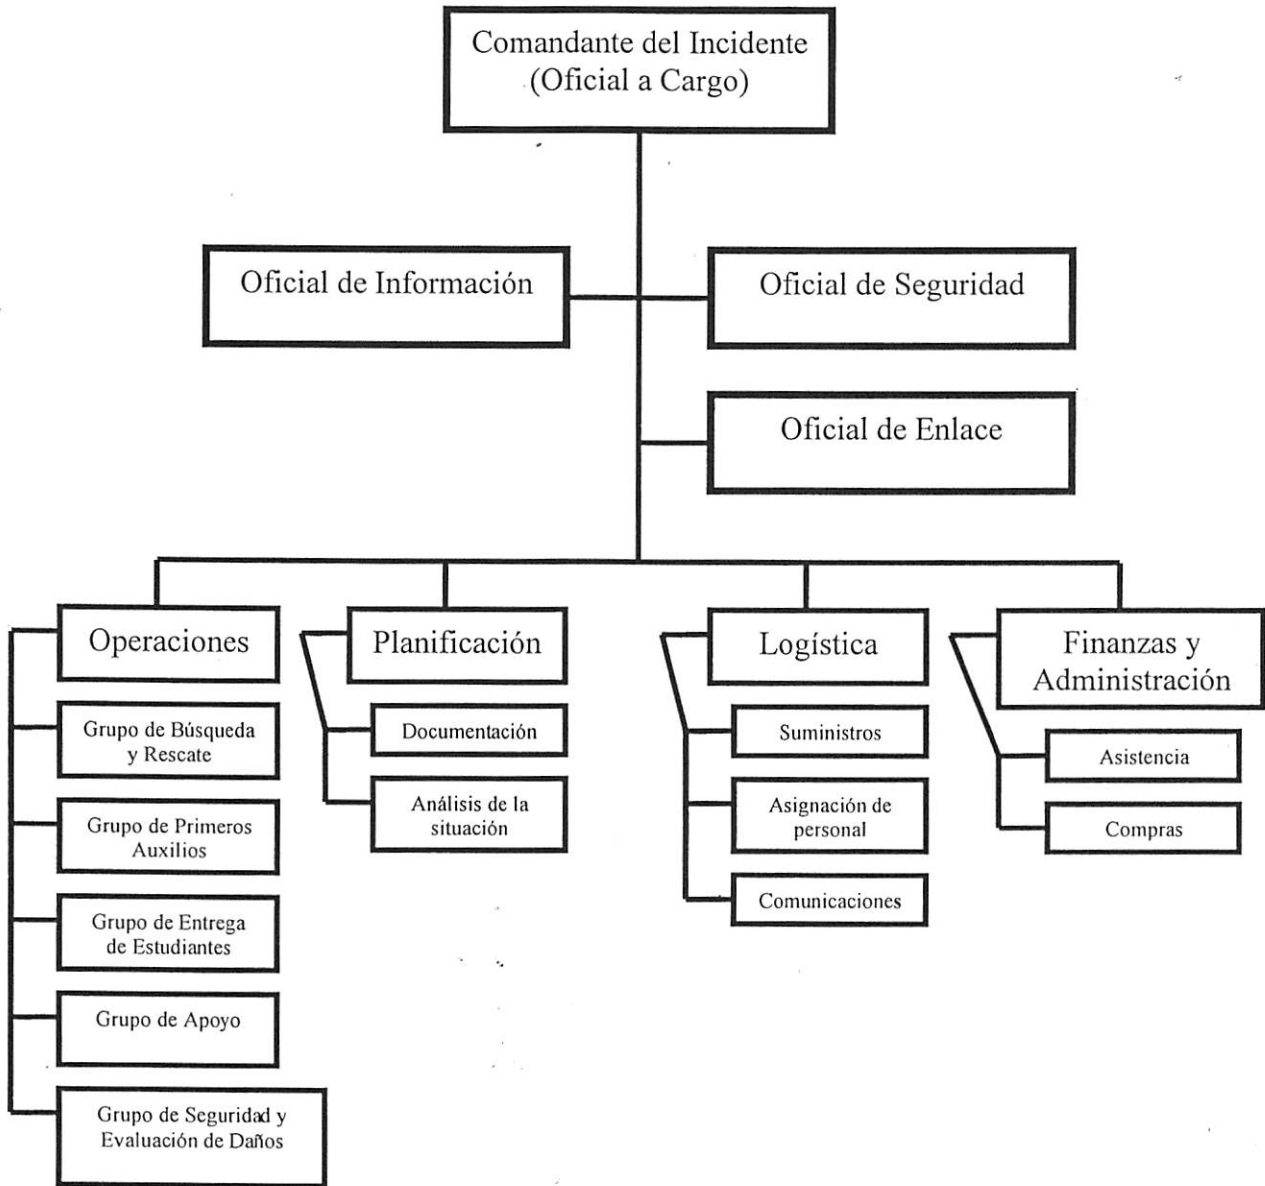 Comandante del Incidente
(Oficial a Cargo)
Oficial de Información
Oficial de Seguridad
Oficial de Enlace
Operaciones
Grupo de Búsqueda
y Rescate
Grupo de Primeros
Auxilios
Grupo de Entrega
de Estudiantes
Grupo de Apoyo
Grupo de Seguridad y
Evaluación de Daños
Planificación
Documentación
Análisis de la
situación
Logística
Suministros
Asignación de
personal
Comunicaciones
Finanzas y
Administración
Asistencia
Compras